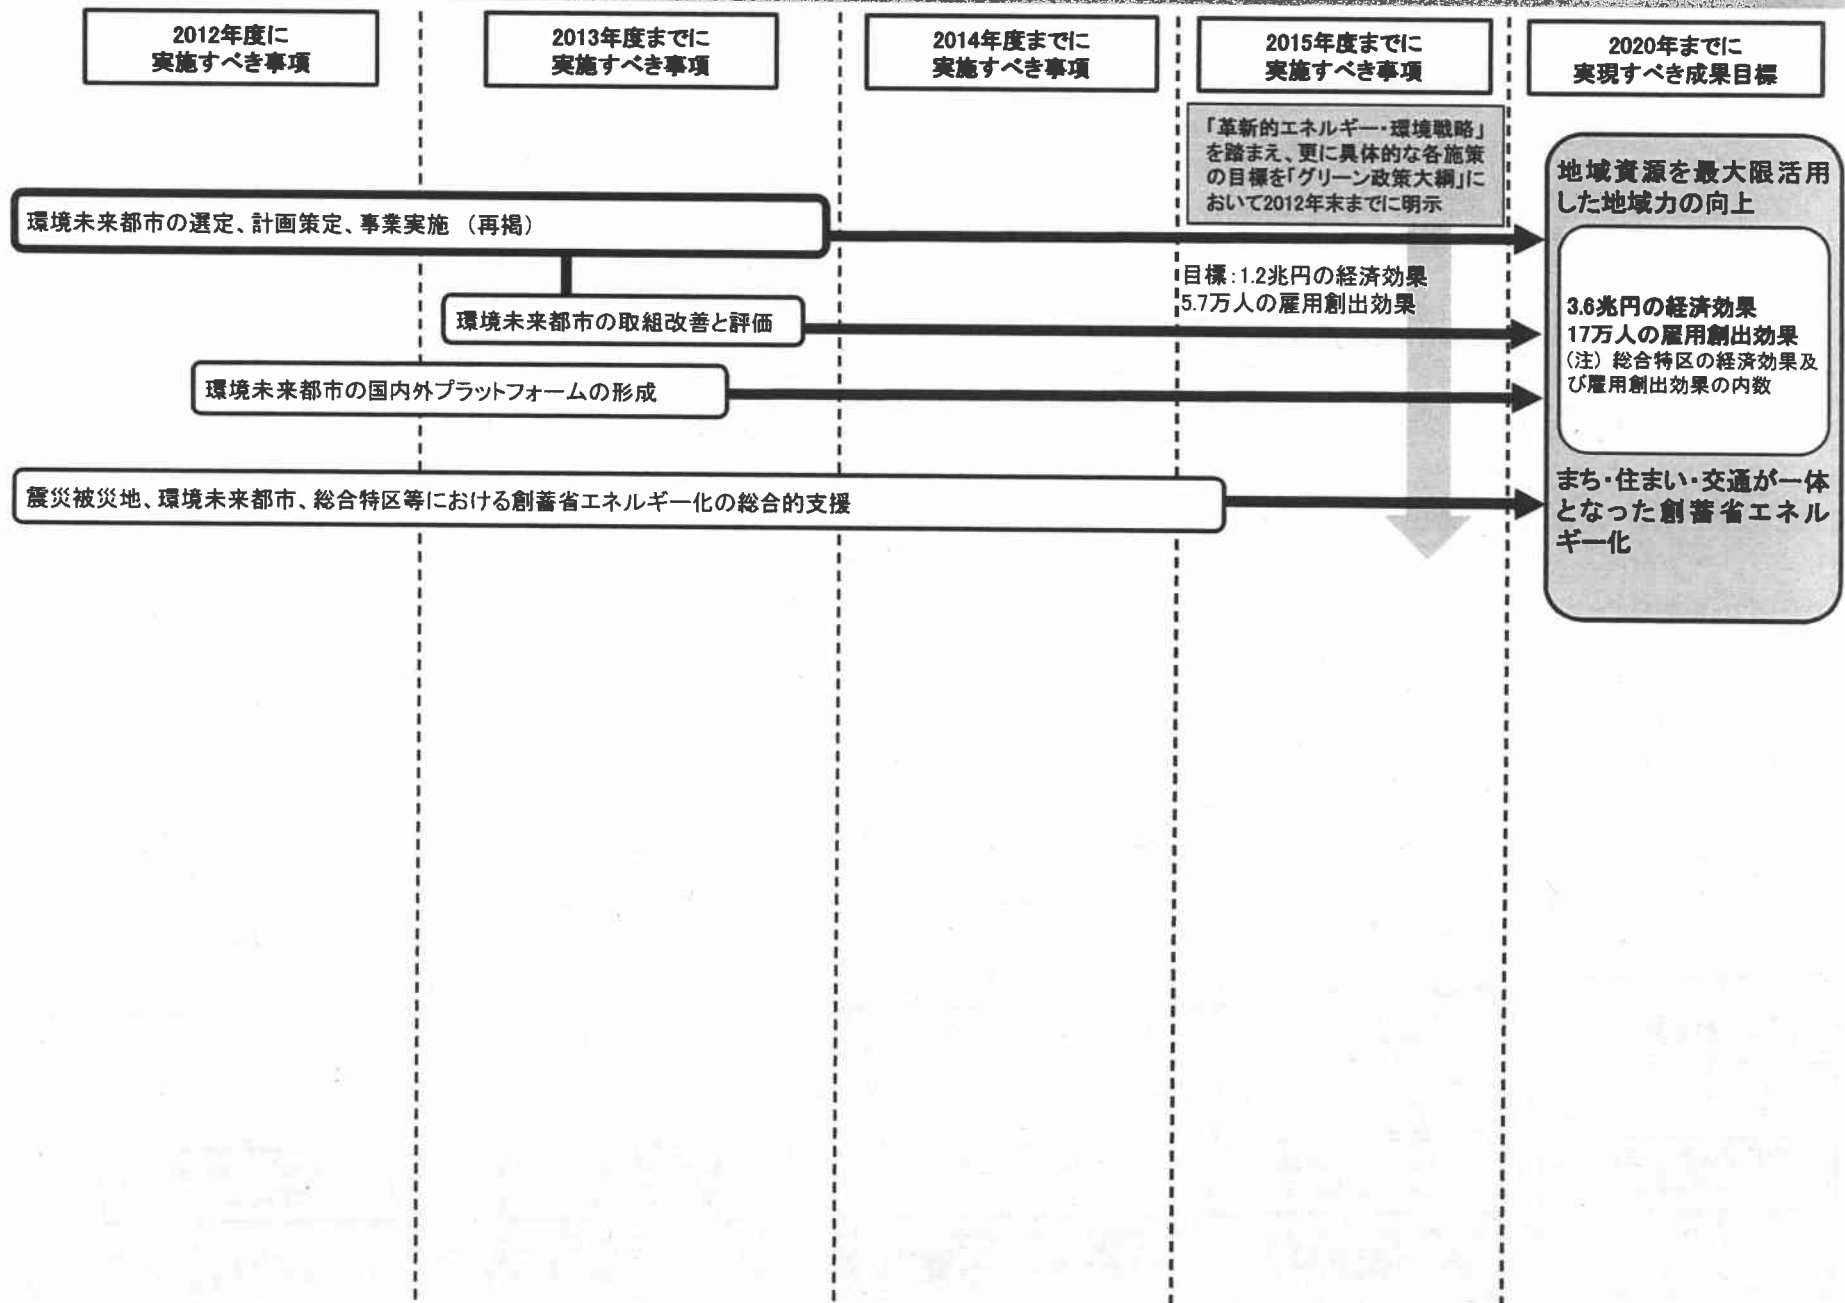 2012年度に
実施すべき事項
2013年度までに
実施すべき事項
2014年度までに
実施すべき事項
2015年度までに
実施すべき事項
2020年までに
実現すべき成果目標
「革新的エネルギー・環境戦略」
を踏まえ、更に具体的な各施策
の目標を「グリーン政策大綱」に
おいて2012年末までに明示
環境未来都市の選定、計画策定、事業実施 （再掲）
目標：1.2兆円の経済効果
5.7万人の雇用創出効果
環境未来都市の取組改善と評価
環境未来都市の国内外プラットフォームの形成
震災被災地、環境未来都市、総合特区等における創蓄省エネルギー化の総合的支援
地域資源を最大限活用
した地域力の向上
3.6兆円の経済効果
17万人の雇用創出効果
（注） 総合特区の経済効果及
び雇用創出効果の内数
まち・住まい・交通が一体
となった創蓄省エネル
ギー化